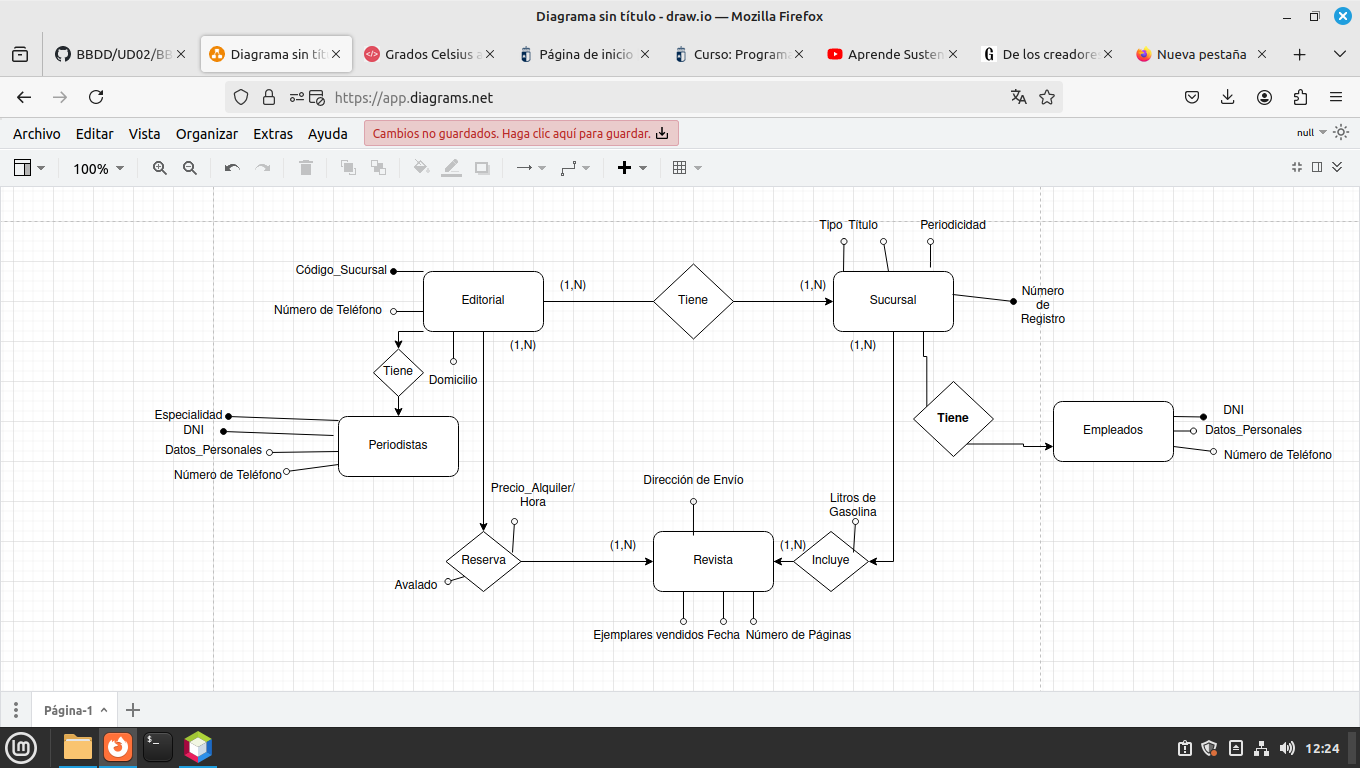 Diagrama sin título - draw.io — Mozilla Firefox
BBDD/UD02/BB
Diagrama sin tít
Grados Celsius a
Página de inicio
Curso: Programa
Aprende Susten
De los creadore
Nueva pestaña
https://app.diagrams.net
Archivo Editar Vista Organizar Extras Ayuda
Cambios no guardados. Haga clic aquí para guardar.
null
100%
Tipo Título Periodicidad
Código_Sucursal
Editorial
(1,N)
Tiene
(1,N)
Sucursal
Número
de
Registro
Número de Teléfono
(1,N)
(1,N)
Tiene
Domicilio
Especialidad
DNI
Periodistas
Datos_Personales
Número de Teléfono
Tiene
Empleados
DNI
Datos_Personales
Número de Teléfono
Dirección de Envío
Precio_Alquiler/
Hora
Litros de
Gasolina
Reserva
(1,N)
Revista
(1,N)
Incluye
Avalado
Ejemplares vendidos Fecha Número de Páginas
Página-1
12:24